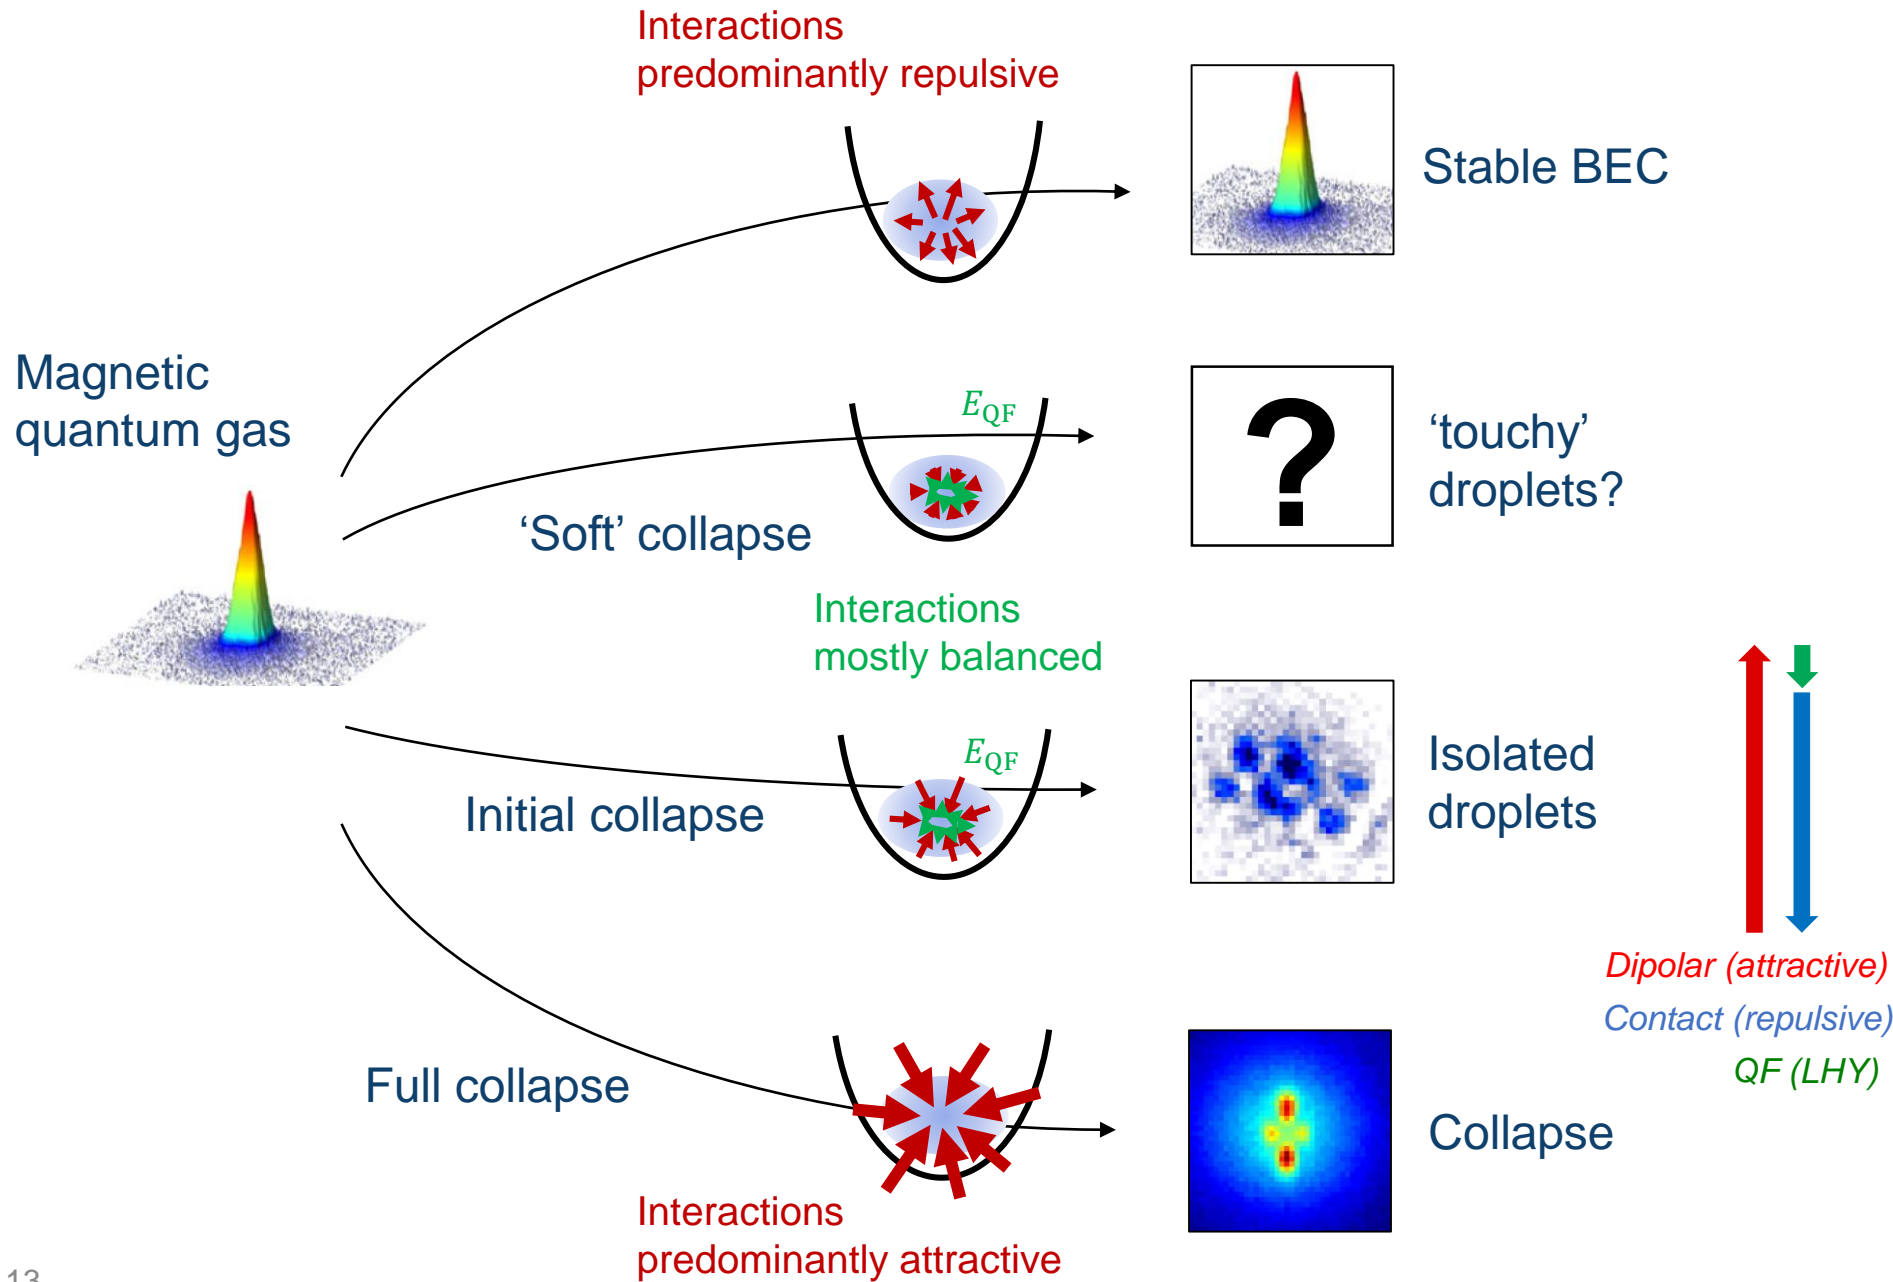 Interactions
predominantly repulsive
Stable BEC
Magnetic
quantum gas
E_QF
'touchy'
droplets?
'Soft' collapse
Interactions
mostly balanced
E_QF
Isolated
droplets
Initial collapse
Dipolar (attractive)
Contact (repulsive)
QF (LHY)
Full collapse
Collapse
Interactions
predominantly attractive
?
13